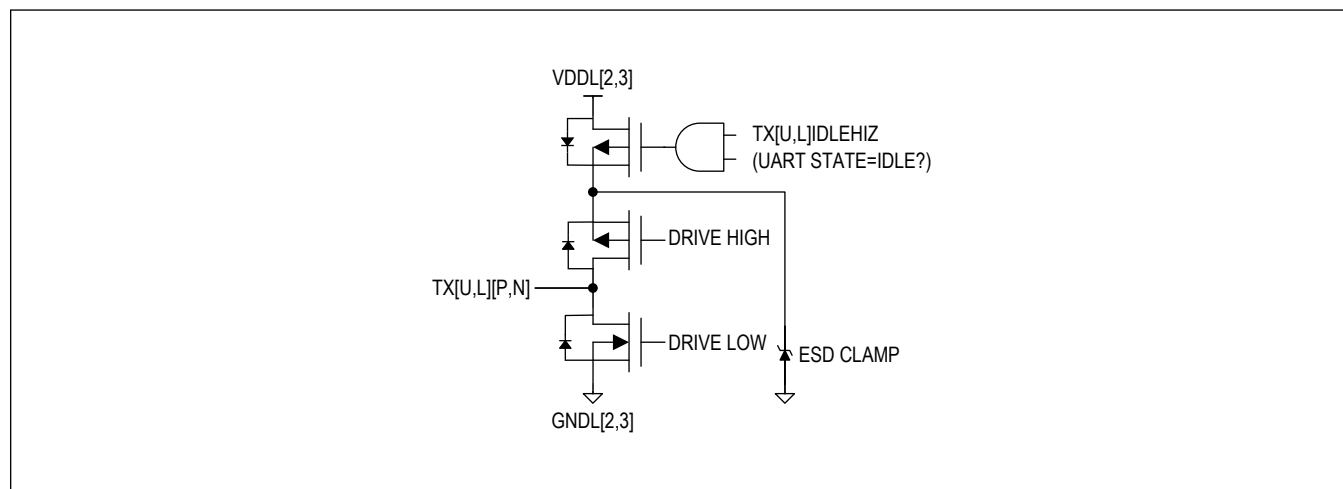 VDDL[2,3]
TX[U,L]IDLEHIZ
(UART STATE=IDLE?)
DRIVE HIGH
TX[U,L][P,N]
DRIVE LOW
ESD CLAMP
GNDL[2,3]